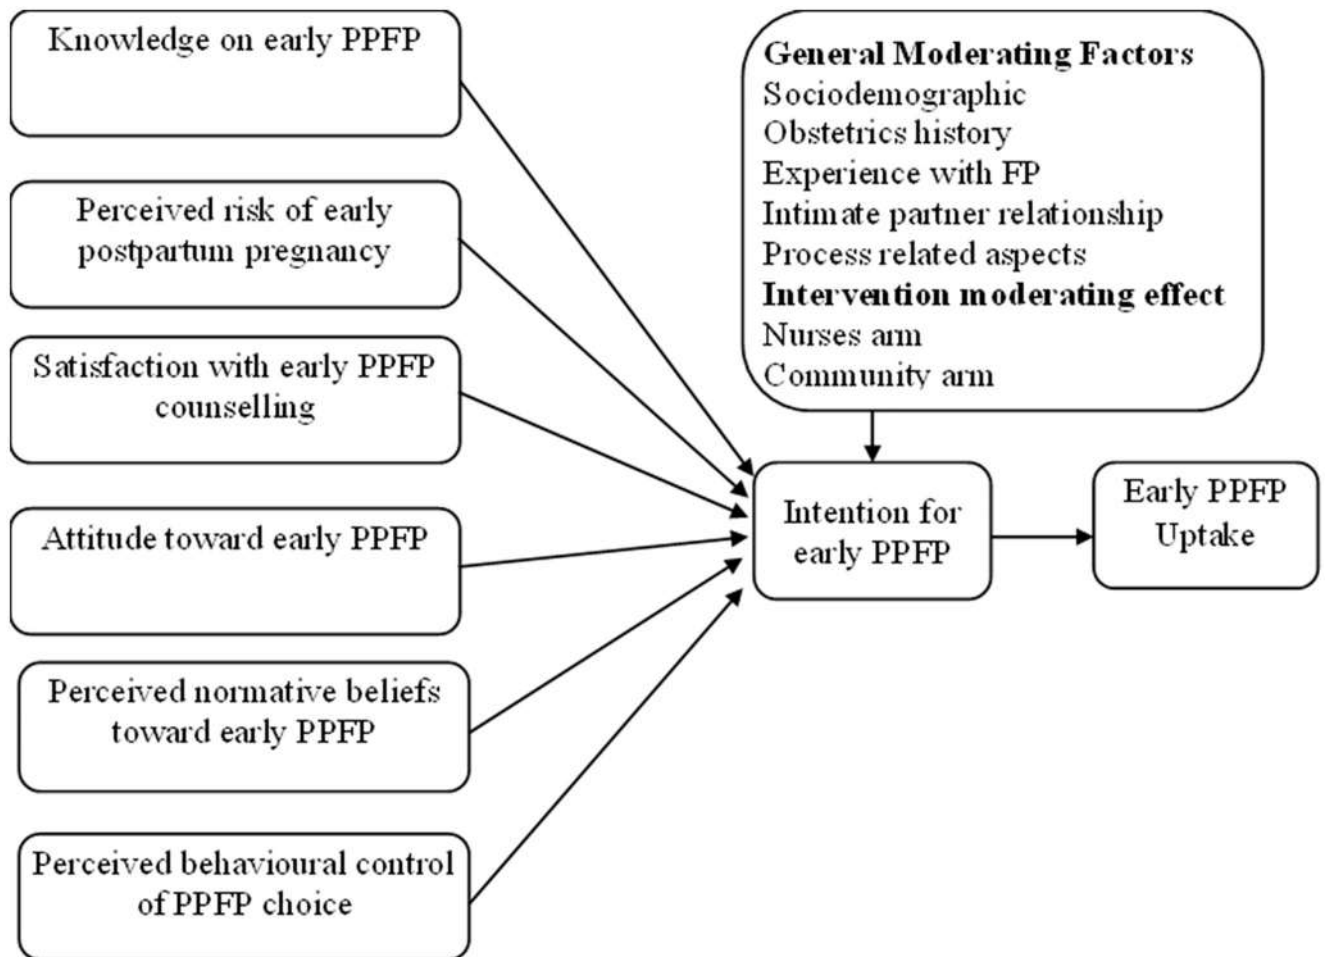 Knowledge on early PPFP
Perceived risk of early
postpartum pregnancy
Satisfaction with early PPFP
counselling
Attitude toward early PPFP
Perceived normative beliefs
toward early PPFP
Perceived behavioural control
of PPFP choice
General Moderating Factors
Sociodemographic
Obstetrics history
Experience with FP
Intimate partner relationship
Process related aspects
Intervention moderating effect
Nurses arm
Community arm
Intention for
early PPFP
Early PPFP
Uptake